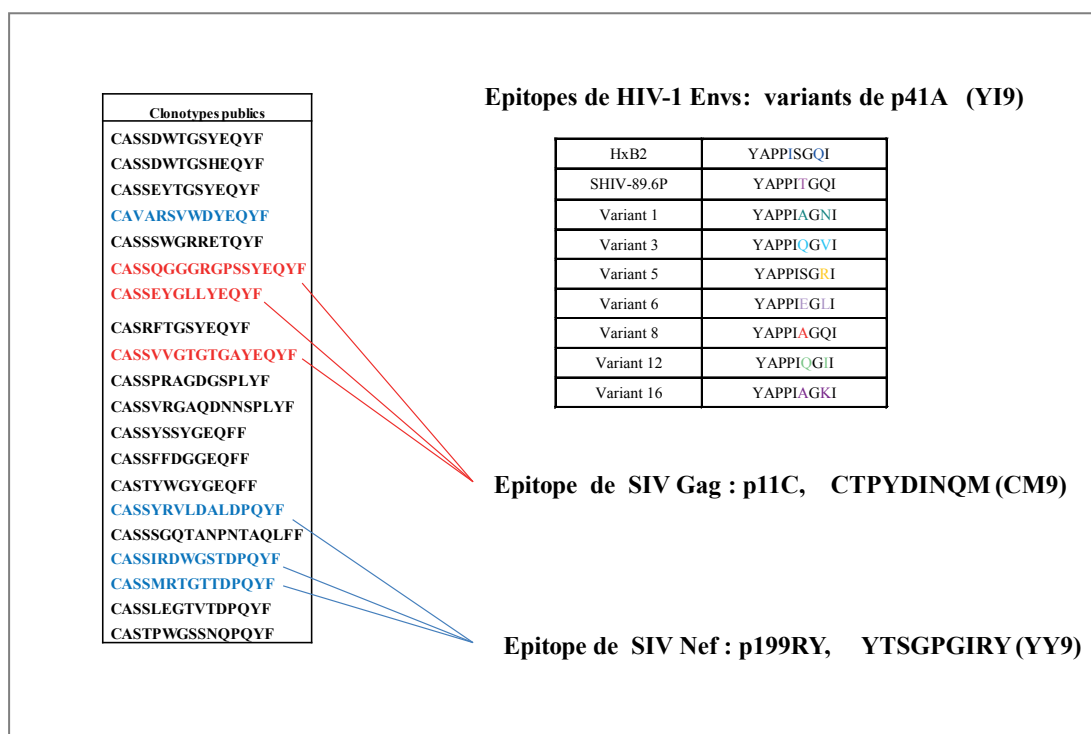 Clonotypes publics
CASSDWTGSYEQYF
CASSDWTGSHEQYF
CASSEYTGSYEQYF
CAVARSVWDYEQYF
CASSSWGRRETQYF
CASSQGGGRGPSSYEQYF
CASSEYGLLYEQYF
CASRFTGSYEQYF
CASSVVGTGTGAYEQYF
CASSPRAGDGSPLYF
CASSVRGAQDNNSPLYF
CASSYSSYGEQFF
CASSFFDGGEQFF
CASTYWGYGEQFF
CASSYRVLDALDPQYF
CASSSGQTANPNTAQLFF
CASSIRDWGSTDPQYF
CASSMRTGTTDPQYF
CASSLEGTVTDPQYF
CASTPWGSSNQPQYF
Epitopes de HIV-1 Envs: variants de p41A (YI9)
HxB2 YAPPISGQI
SHIV-89.6P YAPPITGQI
Variant 1 YAPPIAGNI
Variant 3 YAPPIQGVI
Variant 5 YAPPISGRI
Variant 6 YAPPIEGLI
Variant 8 YAPPIAGQI
Variant 12 YAPPIQGII
Variant 16 YAPPIAGKI
Epitope de SIV Gag : p11C, CTPYDINQM (CM9)
Epitope de SIV Nef : p199RY, YTSGPGIRY (YY9)